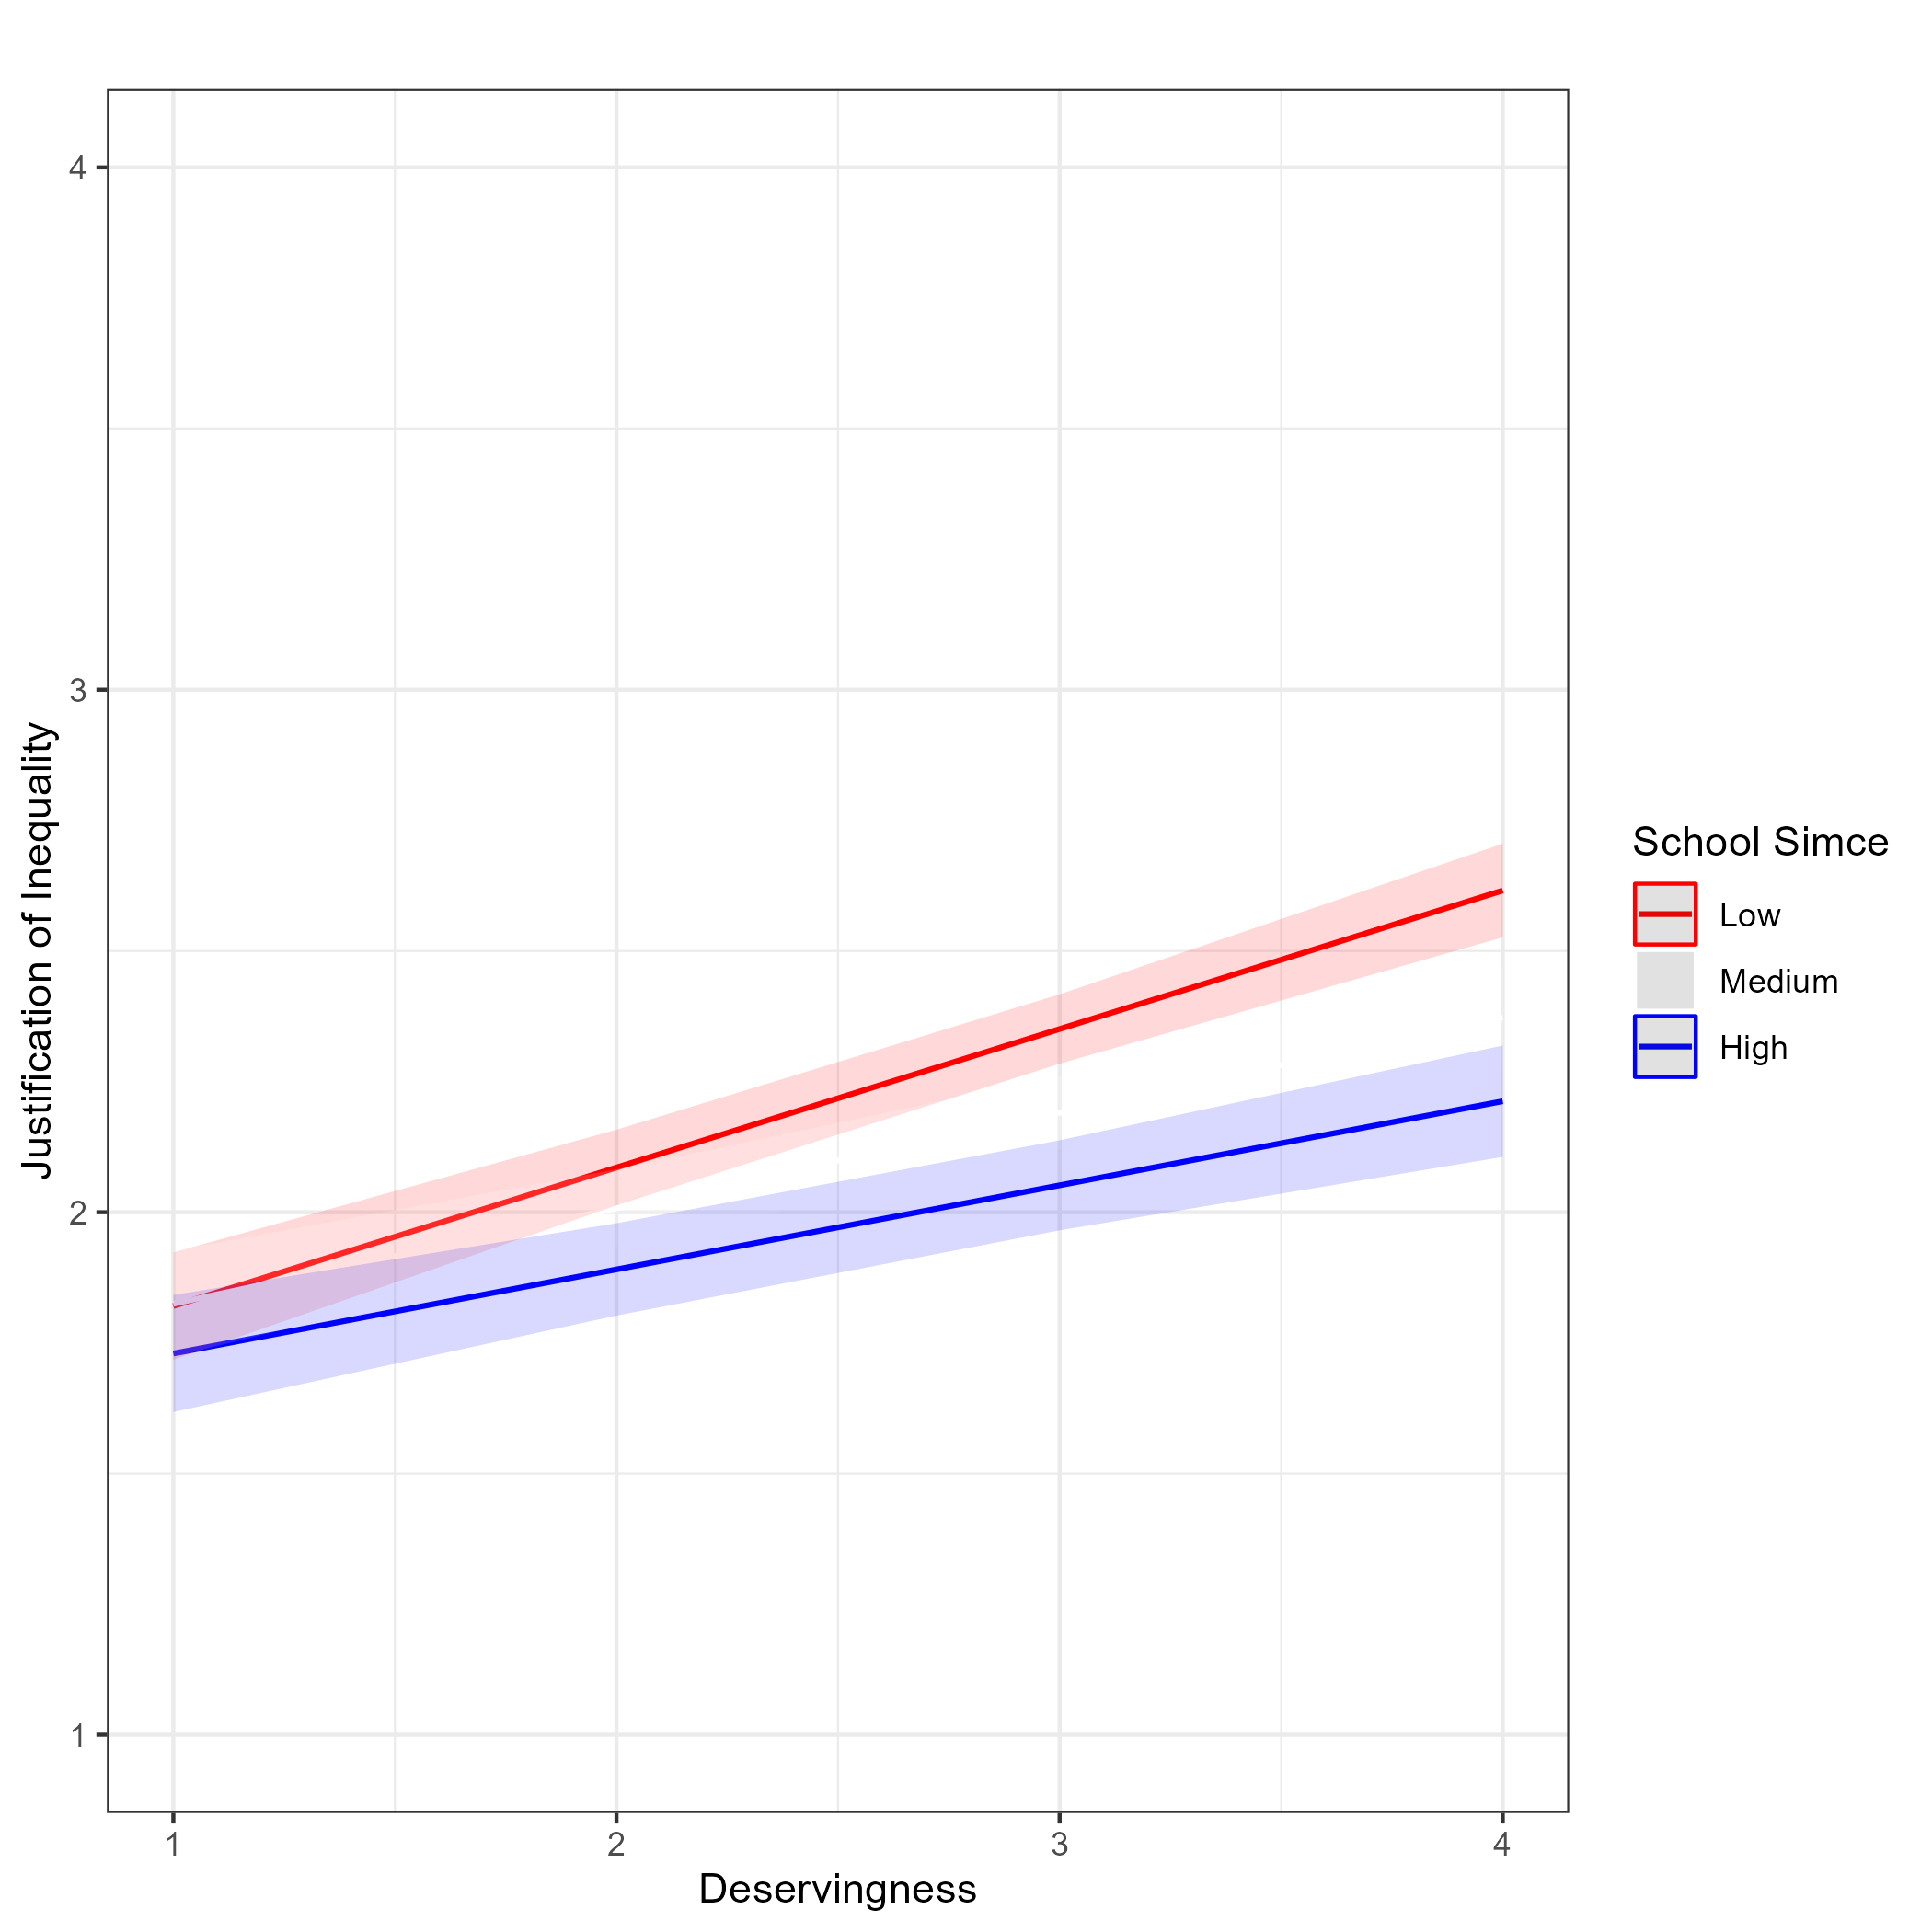 4
3
2
1
Justification of Inequality
1 2 3 4
Deservingness
School Simce
Low
Medium
High